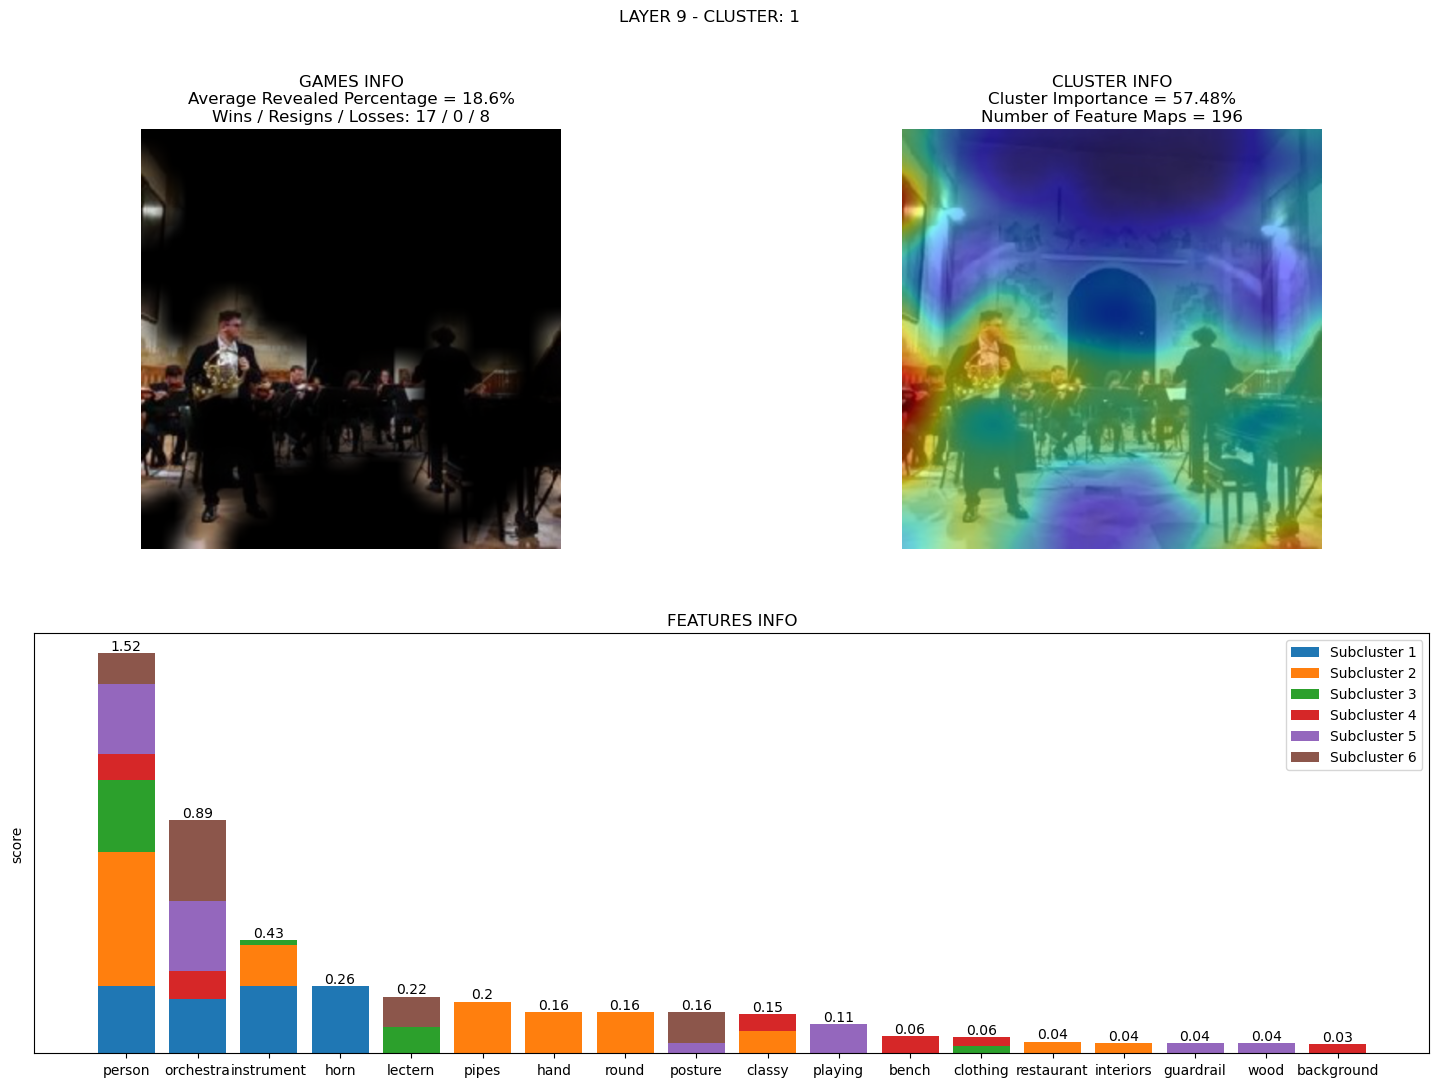 LAYER 9 - CLUSTER: 1
GAMES INFO
Average Revealed Percentage = 18.6%
Wins / Resigns / Losses: 17 / 0 / 8
CLUSTER INFO
Cluster Importance = 57.48%
Number of Feature Maps = 196
FEATURES INFO
score
1.52
0.89
0.43
0.26
0.22
0.2
0.16
0.16
0.16
0.15
0.11
0.06
0.06
0.04
0.04
0.04
0.04
0.03
Subcluster 1
Subcluster 2
Subcluster 3
Subcluster 4
Subcluster 5
Subcluster 6
person orchestra instrument horn lectern pipes hand round posture classy playing bench clothing restaurant interiors guardrail wood background